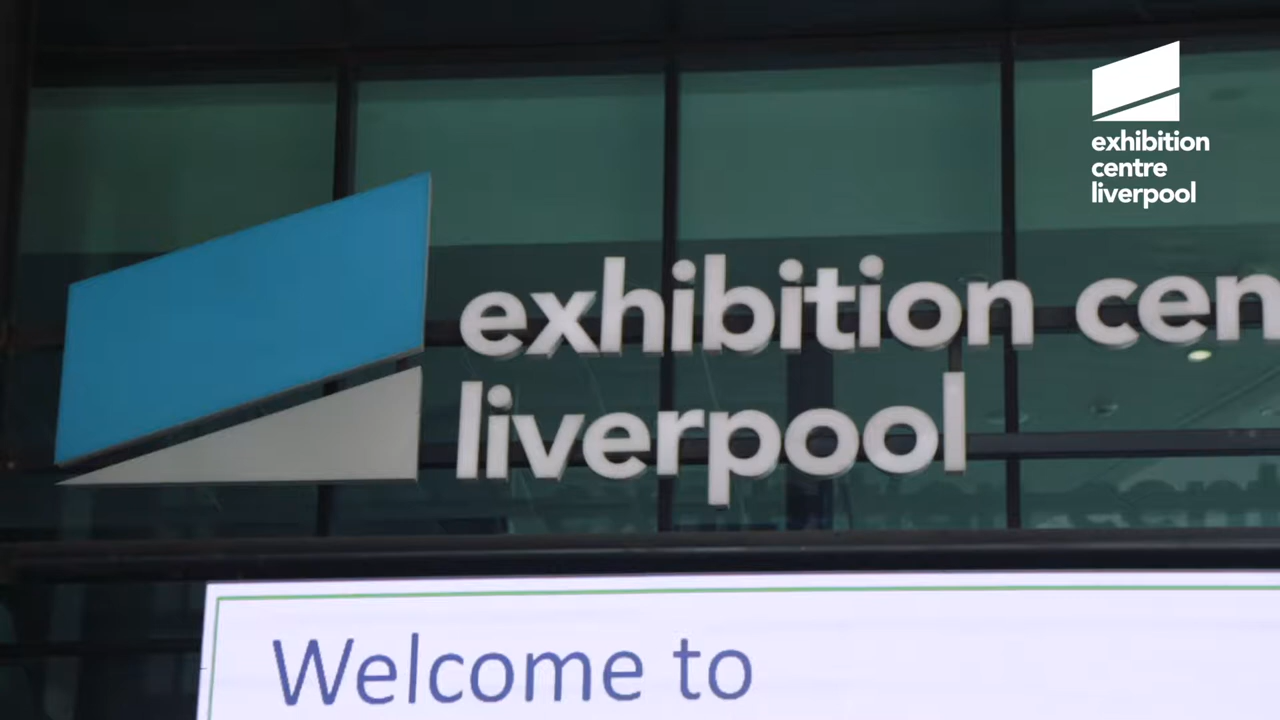 exhibition
centre
liverpool
exhibition cen
liverpool
Welcome to